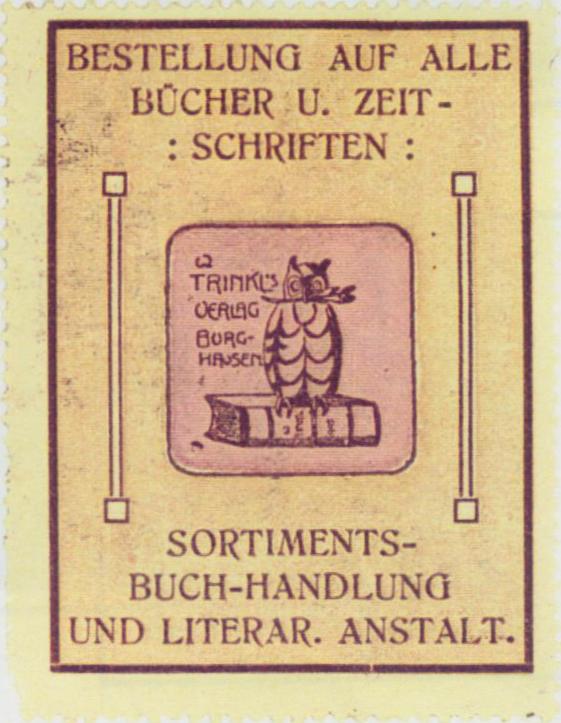 BESTELLUNG AUF ALLE
BÜCHER U. ZEIT-
: SCHRIFTEN :
W
TRINKL'S
VERLAG
BURG-
HAUSEN
SORTIMENTS-
BUCH-HANDLUNG
UND LITERAR. ANSTALT.